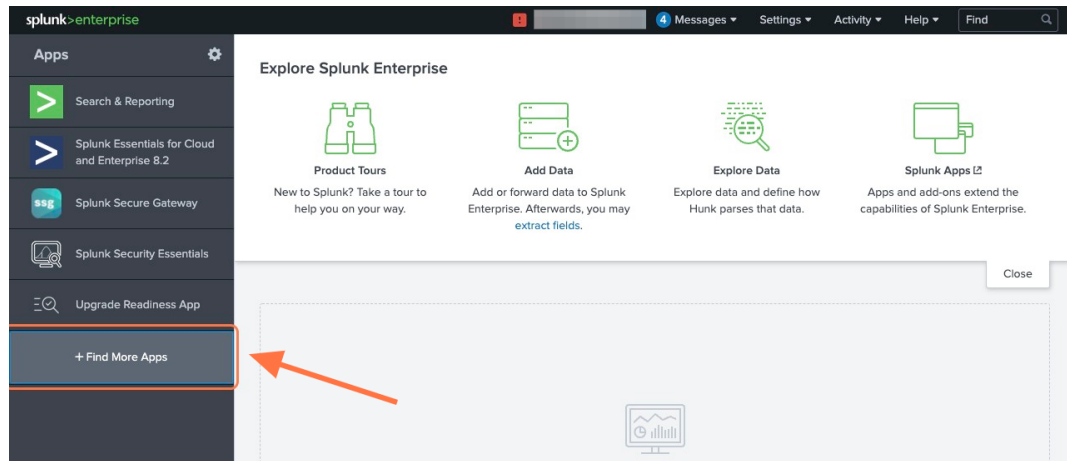 splunk>enterprise
! 4 Messages Settings Activity Help Find
Apps
Search & Reporting
Splunk Essentials for Cloud
and Enterprise 8.2
ssg Splunk Secure Gateway
Splunk Security Essentials
Upgrade Readiness App
+ Find More Apps
Explore Splunk Enterprise
Product Tours
New to Splunk? Take a tour to
help you on your way.
Add Data
Add or forward data to Splunk
Enterprise. Afterwards, you may
extract fields.
Explore Data
Explore data and define how
Hunk parses that data.
Splunk Apps
Apps and add-ons extend the
capabilities of Splunk Enterprise.
Close